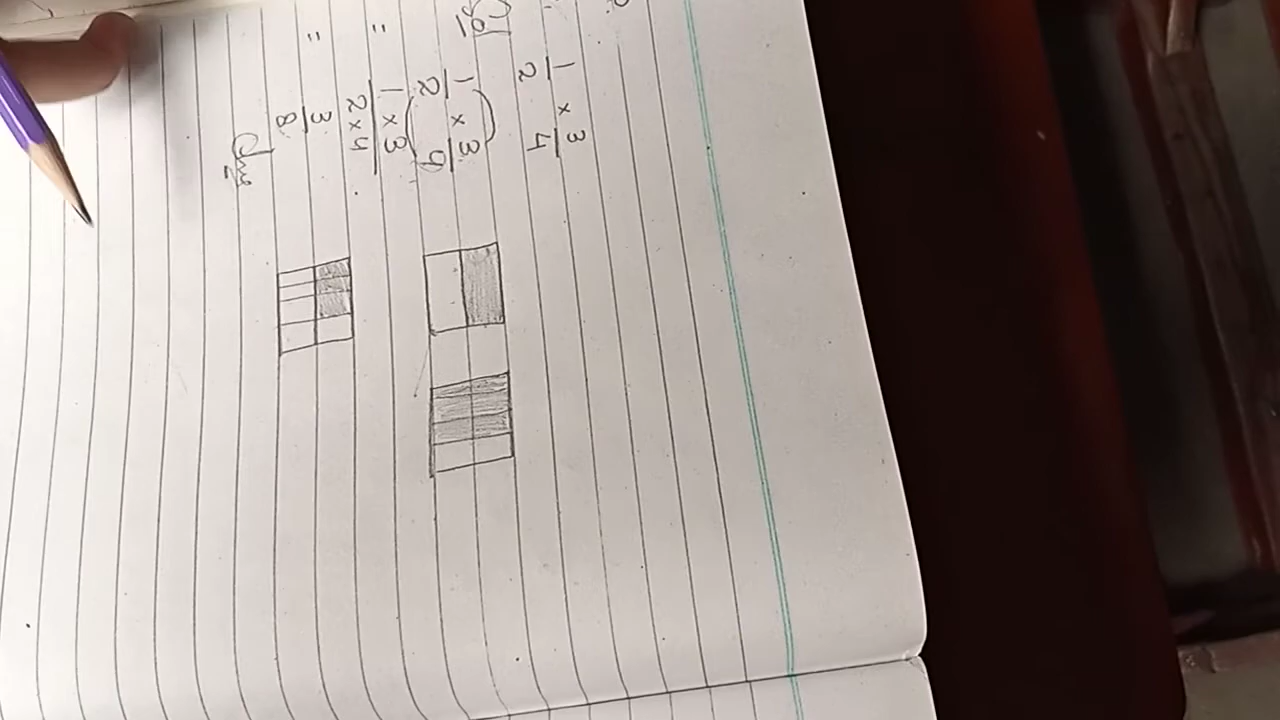 1/2 × 3/4
Sol
1/2 × 3/4
= 1 × 3 / 2 × 4
= 3/8
Ans